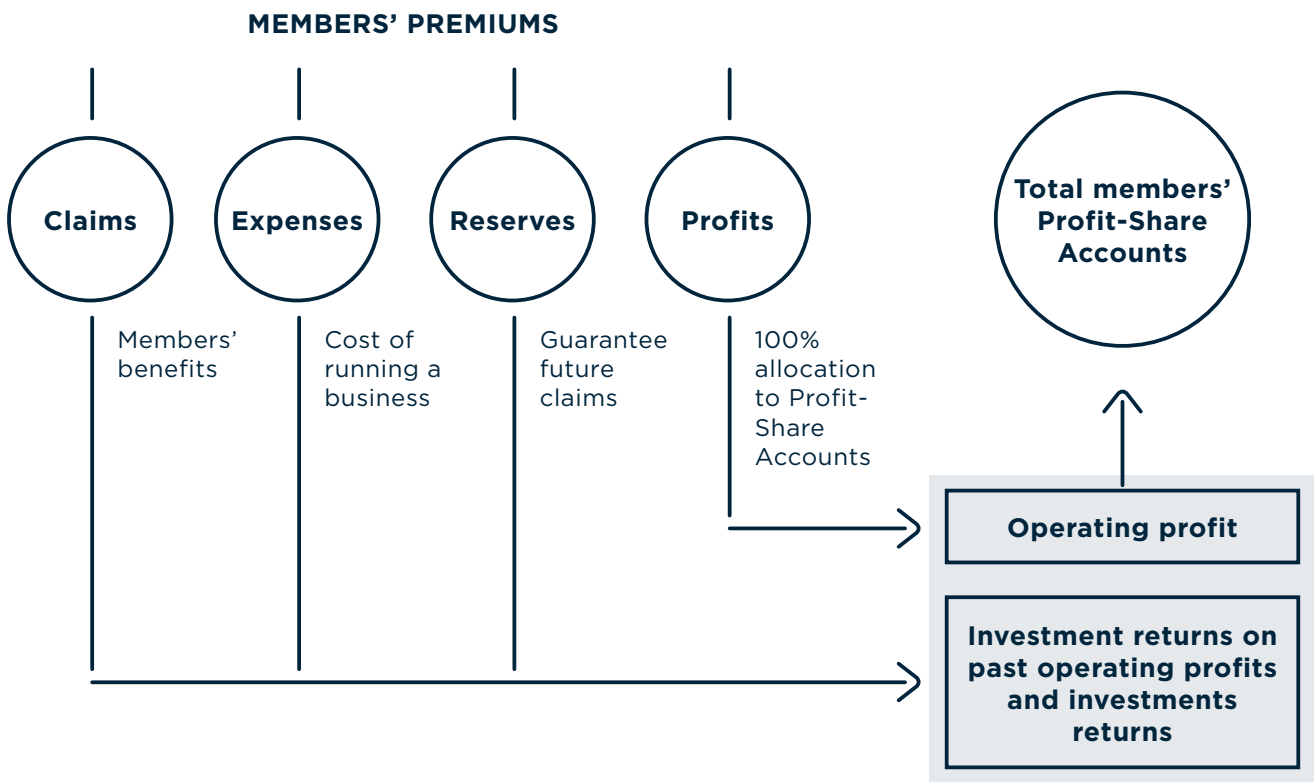 MEMBERS’ PREMIUMS
Claims
Expenses
Reserves
Profits
Total members’
Profit-Share
Accounts
Members’
benefits
Cost of
running a
business
Guarantee
future
claims
100%
allocation
to Profit-
Share
Accounts
Operating profit
Investment returns on
past operating profits
and investments
returns